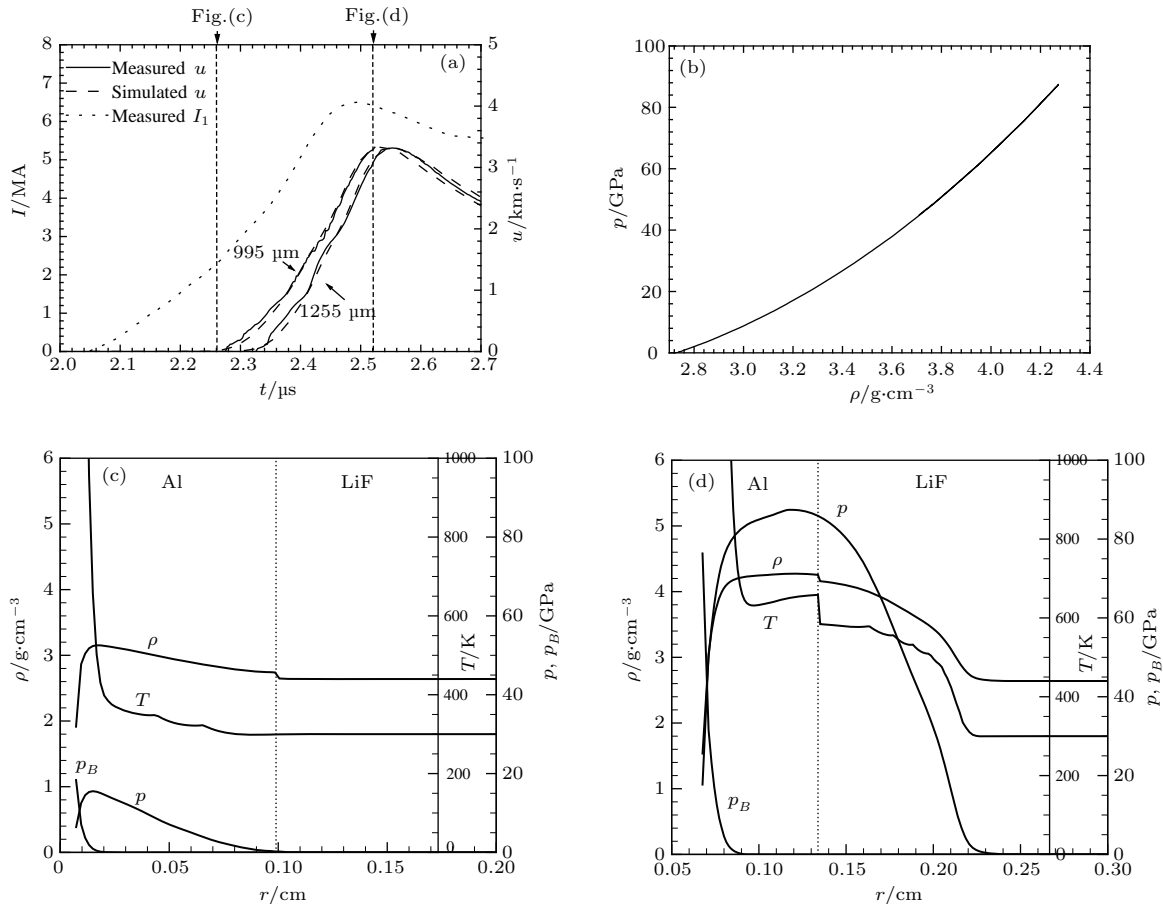 Fig.(c) Fig.(d)
8 5
7
6 4
5 3
4
3 2
2
1 1
0 0
I/MA
u/km·s⁻¹
Measured u
Simulated u
Measured I₁
(a)
995 µm
1255 µm
2.0 2.1 2.2 2.3 2.4 2.5 2.6 2.7
t/µs
100
80
60
40
20
0
p/GPa
(b)
2.8 3.0 3.2 3.4 3.6 3.8 4.0 4.2 4.4
ρ/g·cm⁻³
6 1000 100
5 800 80
4 600 60
3
2 400 40
1 200 20
0 0 0
ρ/g·cm⁻³
T/K
p, p_B/GPa
(c)
Al LiF
ρ
T
p_B
p
0 0.05 0.10 0.15 0.20
r/cm
6 1000 100
5 800 80
4 600 60
3
2 400 40
1 200 20
0 0 0
ρ/g·cm⁻³
T/K
p, p_B/GPa
(d)
Al LiF
p
ρ
T
p_B
0.05 0.10 0.15 0.20 0.25 0.30
r/cm